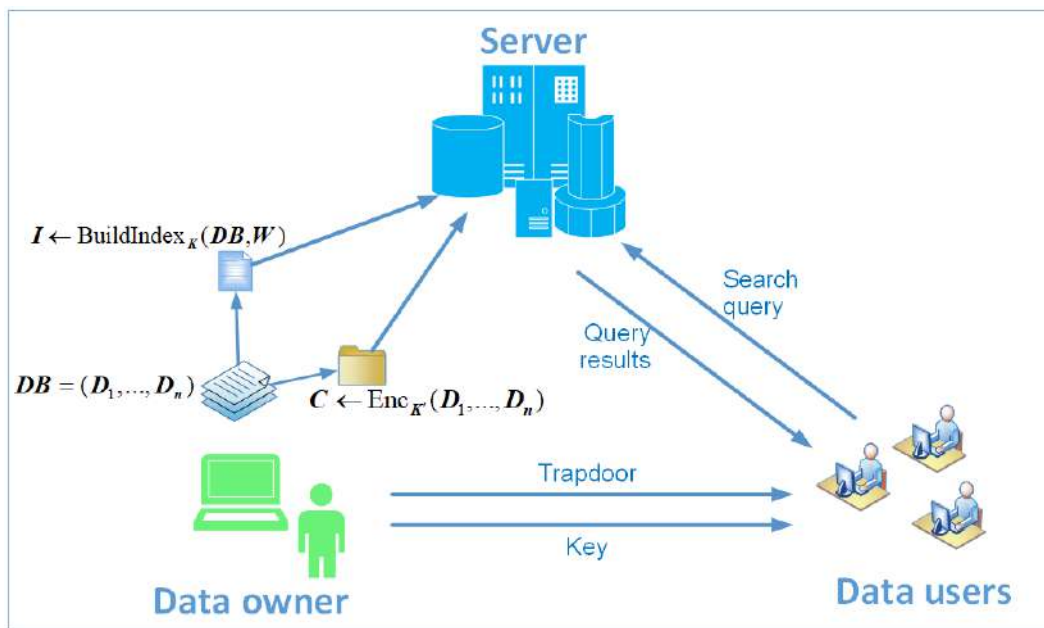 Server
I ← BuildIndex_K(DB,W)
Search
query
Query
results
DB = (D_1,...,D_n)
C ← Enc_K'(D_1,...,D_n)
Trapdoor
Key
Data owner
Data users